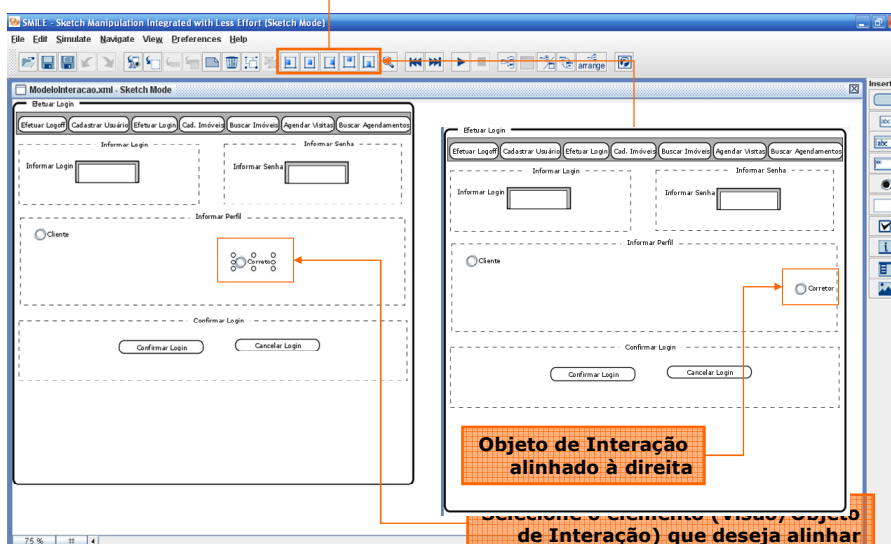 SMILE - Sketch Manipulation Integrated with Less Effort (Sketch Mode)
File Edit Simulate Navigate View Preferences Help
arrange
ModeloInteracao.xml - Sketch Mode
Insert
Efetuar Login
Efetuar Logoff Cadastrar Usuário Efetuar Login Cad. Imóveis Buscar Imóveis Agendar Visitas Buscar Agendamentos
Informar Login
Informar Senha
Informar Login
Informar Senha
Informar Perfil
Cliente
Corretor
Confirmar Login
Confirmar Login
Cancelar Login
Efetuar Login
Efetuar Logoff Cadastrar Usuário Efetuar Login Cad. Imóveis Buscar Imóveis Agendar Visitas Buscar Agendamentos
Informar Login
Informar Senha
Informar Login
Informar Senha
Informar Perfil
Cliente
Corretor
Confirmar Login
Confirmar Login
Cancelar Login
Objeto de Interação
alinhado à direita
Selecione o elemento (Visão/Objeto
de Interação) que deseja alinhar
75 %